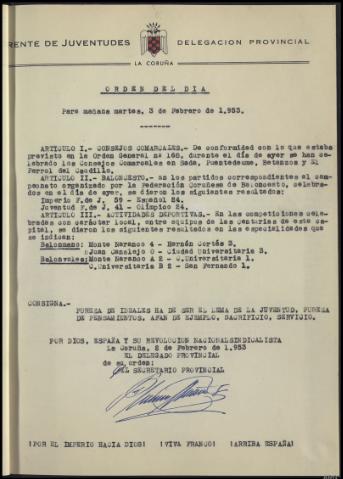 RENTE DE JUVENTUDES DELEGACION PROVINCIAL
LA CORUÑA
ORDEN DEL DIA
Para mañana martes, 3 de Febrero de 1.953.
--------
ARTICULO I.- CONSEJOS COMARCALES.- De conformidad con lo que estaba
previsto en la Orden General nº 168, durante el día de ayer se han ce-
lebrado los Consejos Comarcales en Sada, Puentedeume, Betanzos y El
Ferrol del Caudillo.
ARTICULO II.- BALONCESTO.- En los partidos correspondientes al cam-
peonato organizado por la Federación Coruñesa de Baloncesto, celebra-
dos en el día de ayer, se dieron los siguientes resultados:
Imperio F. de J. 59 - Español 24.
Juventud F. de J. 41 - Olímpico 24.
ARTICULO III.- ACTIVIDADES DEPORTIVAS.- En las competiciones cele-
bradas con carácter local, entre equipos de las Centurias de esta ca-
pital, se dieron los siguientes resultados en las especialidades que
se indican:
Balonmano: Monte Naranco 4 - Hernán Cortés 3.
Juan Canalejo 0 - Ciudad Universitaria 3.
Balonvolea: Monte Naranco A 2 - C.Universitaria 1.
C.Universitaria B 2 - San Fernando 1.
CONSIGNA.-
PUREZA DE IDEALES HA DE SER EL LEMA DE LA JUVENTUD, PUREZA
DE PENSAMIENTOS, AFAN DE EJEMPLO, SACRIFICIO, SERVICIO.
POR DIOS, ESPAÑA Y SU REVOLUCION NACIONALSINDICALISTA
La Coruña, 2 de Febrero de 1,953
EL DELEGADO PROVINCIAL
de su orden:
EL SECRETARIO PROVINCIAL
¡POR EL IMPERIO HACIA DIOS! ¡VIVA FRANCO! ¡ARRIBA ESPAÑA!